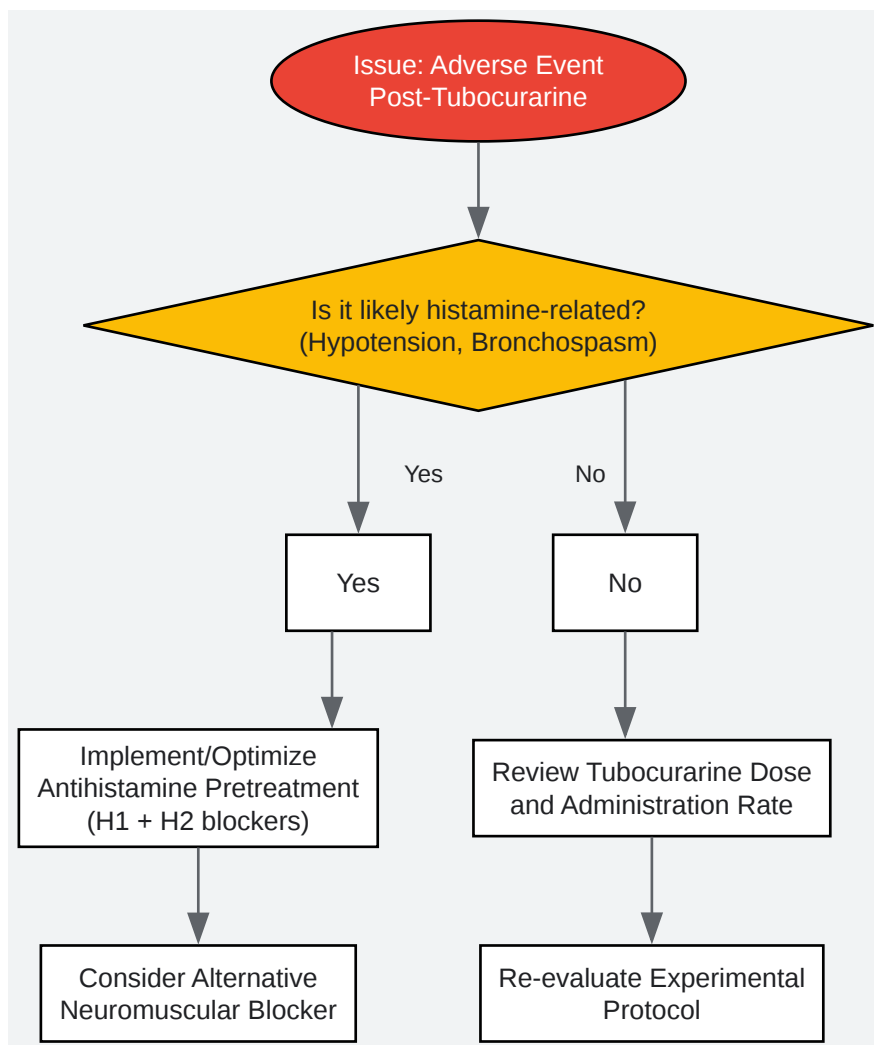 Issue: Adverse Event
Post-Tubocurarine
Is it likely histamine-related?
(Hypotension, Bronchospasm)
Yes
No
Yes
No
Implement/Optimize
Antihistamine Pretreatment
(H1 + H2 blockers)
Review Tubocurarine Dose
and Administration Rate
Consider Alternative
Neuromuscular Blocker
Re-evaluate Experimental
Protocol